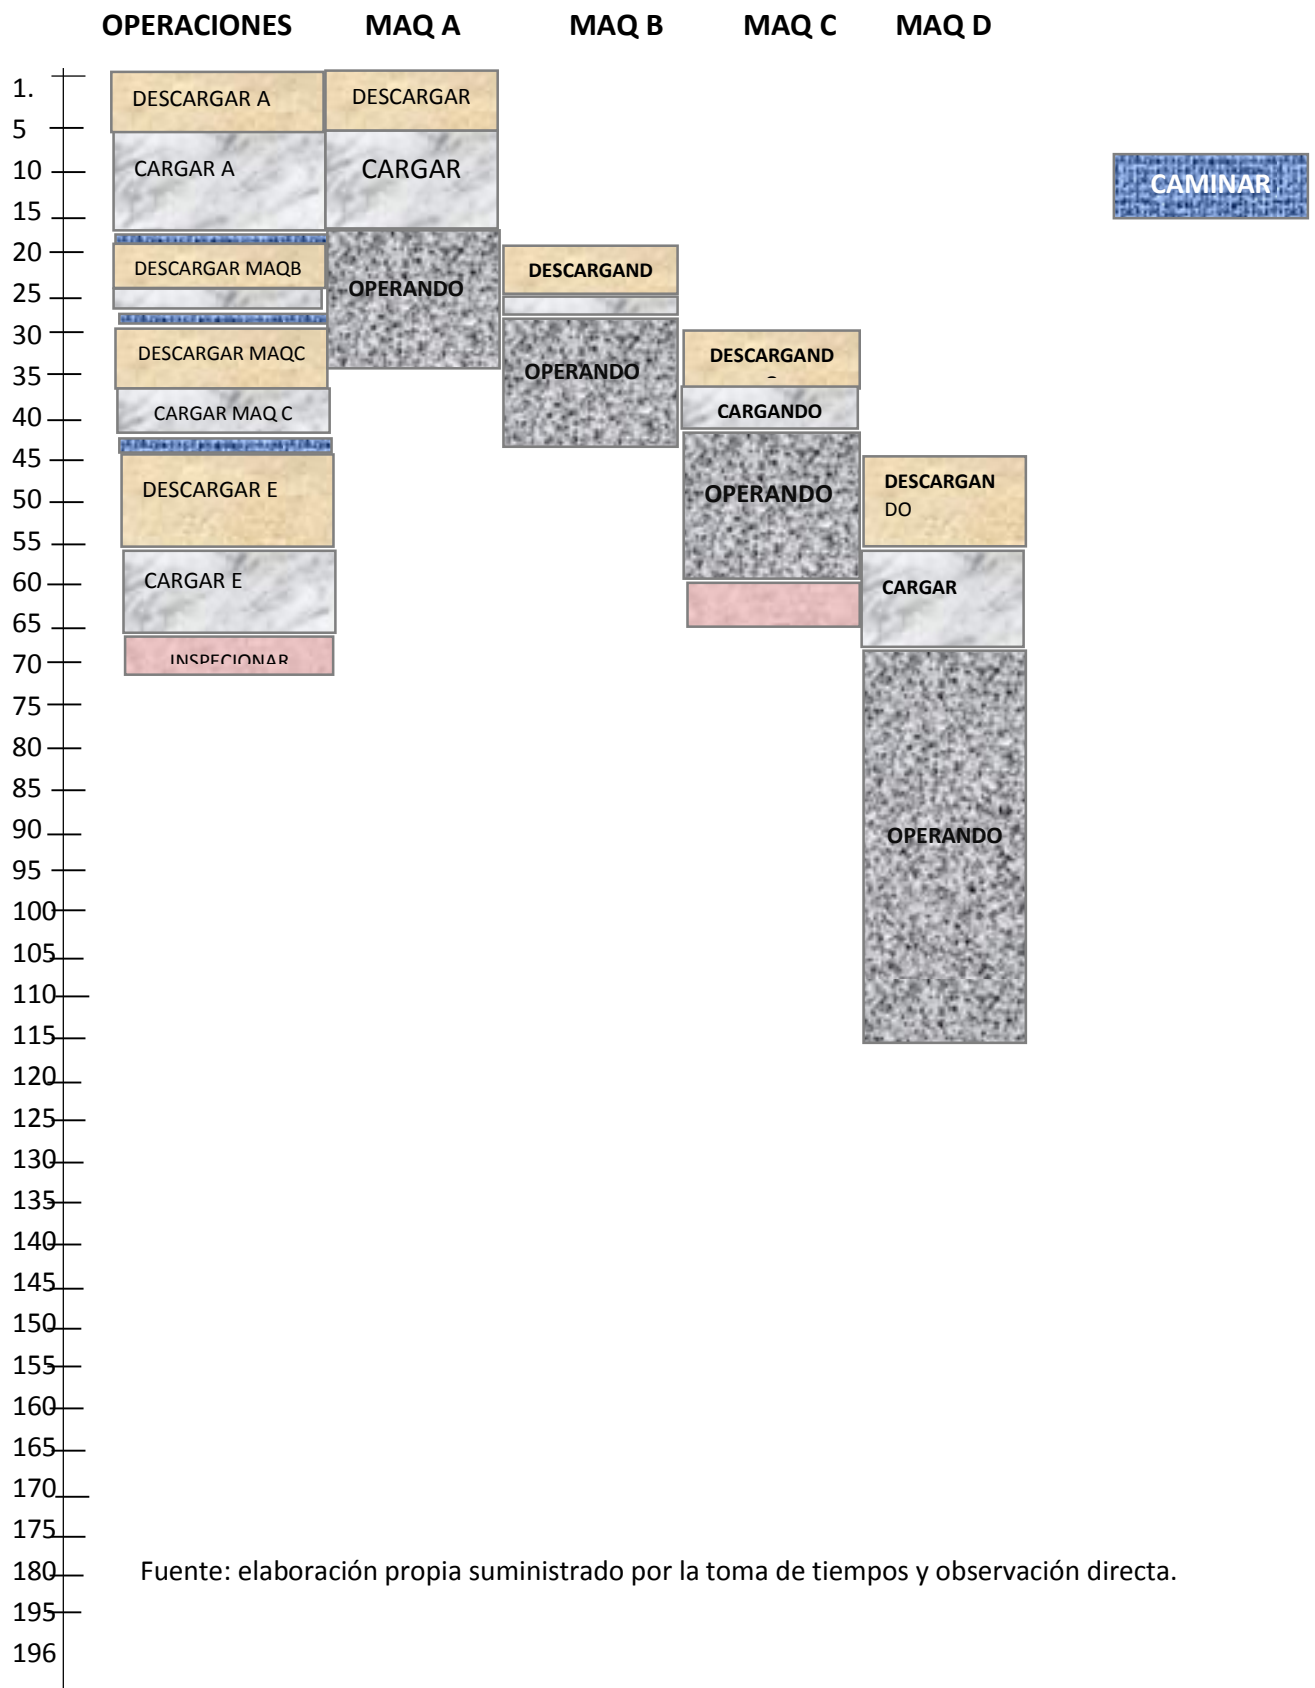 OPERACIONES MAQ A MAQ B MAQ C MAQ D
1.
DESCARGAR A DESCARGAR
5
10
CARGAR A CARGAR
CAMINAR
15
20
DESCARGAR MAQB DESCARGAND
25
OPERANDO
30
DESCARGAR MAQC DESCARGAND
35
OPERANDO
40
CARGAR MAQ C CARGANDO
45
50
DESCARGAR E OPERANDO DESCARGAN
DO
55
60
CARGAR E CARGAR
65
70
INSPECIONAR
75
80
85
90
OPERANDO
95
100
105
110
115
120
125
130
135
140
145
150
155
160
165
170
175
180
Fuente: elaboración propia suministrado por la toma de tiempos y observación directa.
195
196